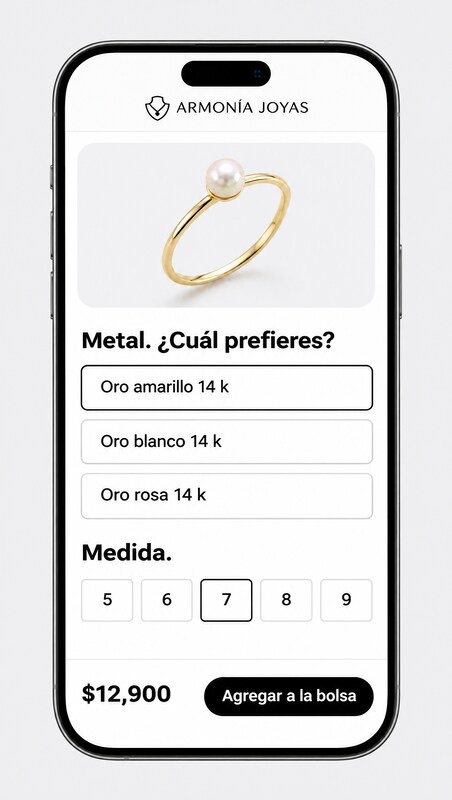 ARMONÍA JOYAS
Metal. ¿Cuál prefieres?
Oro amarillo 14 k
Oro blanco 14 k
Oro rosa 14 k
Medida.
5 6 7 8 9
$12,900 Agregar a la bolsa